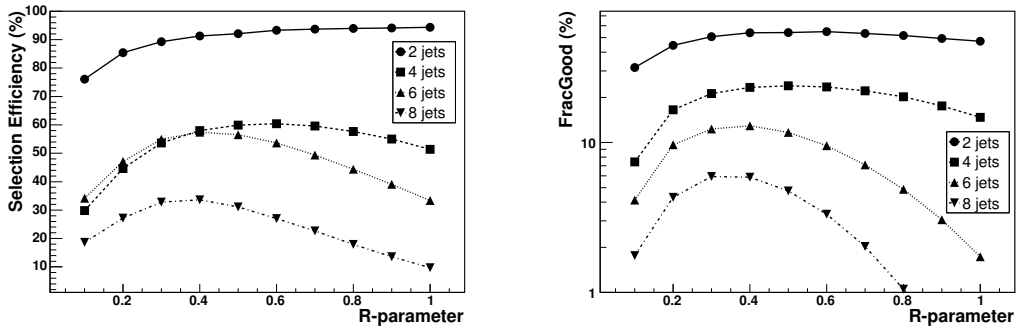 Selection Efficiency (%)
100
90
80
70
60
50
40
30
20
10
2 jets
4 jets
6 jets
8 jets
0.2 0.4 0.6 0.8 1
R-parameter
FracGood (%)
10
1
2 jets
4 jets
6 jets
8 jets
0.2 0.4 0.6 0.8 1
R-parameter